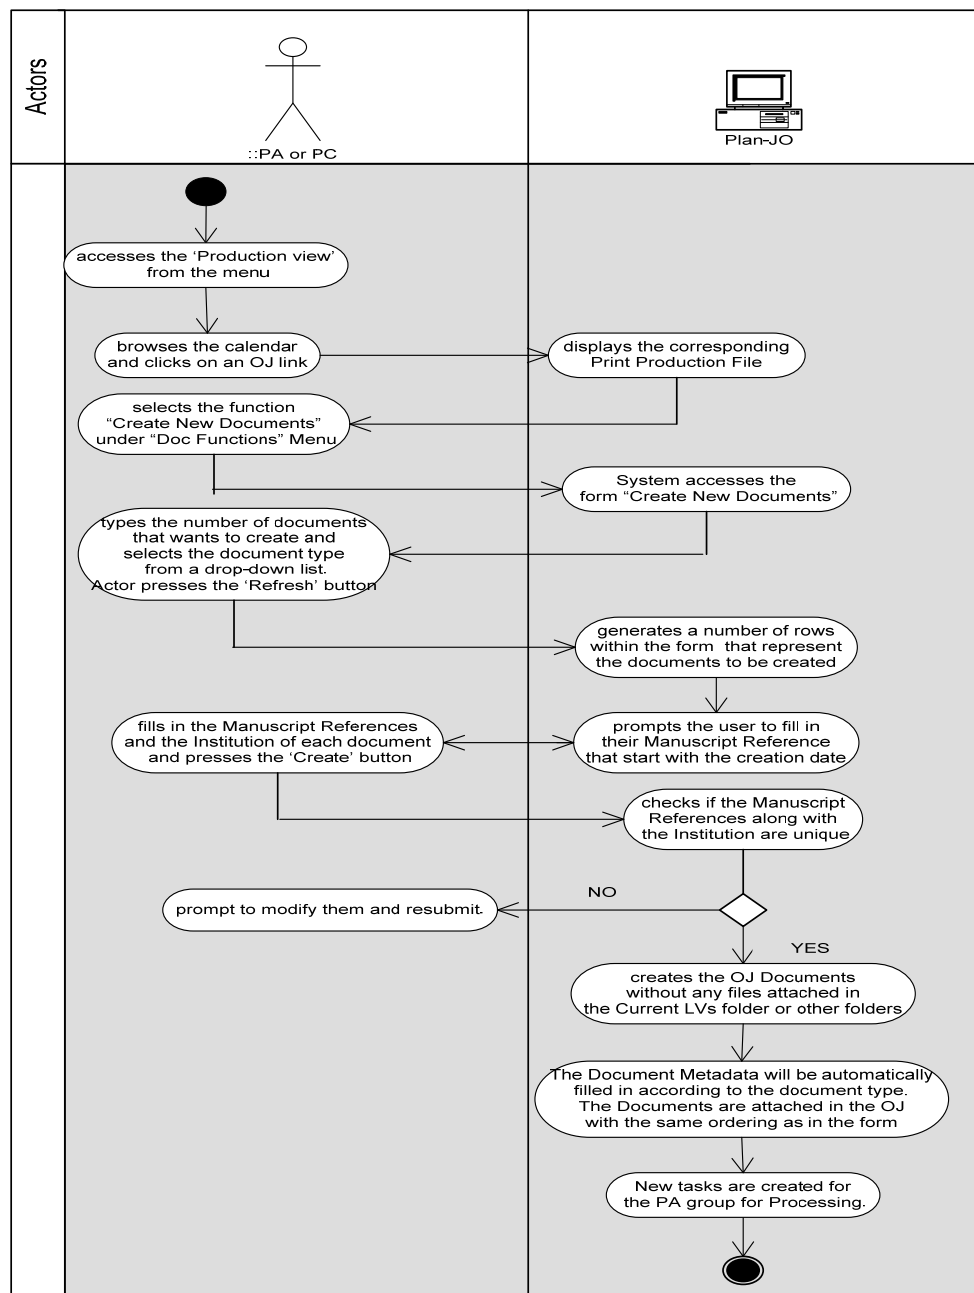 Actors
::PA or PC
Plan-JO
accesses the ‘Production view’
from the menu
browses the calendar
and clicks on an OJ link
displays the corresponding
Print Production File
selects the function
“Create New Documents”
under “Doc Functions” Menu
System accesses the
form “Create New Documents”
types the number of documents
that wants to create and
selects the document type
from a drop-down list.
Actor presses the ‘Refresh’ button
generates a number of rows
within the form that represent
the documents to be created
fills in the Manuscript References
and the Institution of each document
and presses the ‘Create’ button
prompts the user to fill in
their Manuscript Reference
that start with the creation date
checks if the Manuscript
References along with
the Institution are unique
NO
prompt to modify them and resubmit.
YES
creates the OJ Documents
without any files attached in
the Current LVs folder or other folders
The Document Metadata will be automatically
filled in according to the document type.
The Documents are attached in the OJ
with the same ordering as in the form
New tasks are created for
the PA group for Processing.